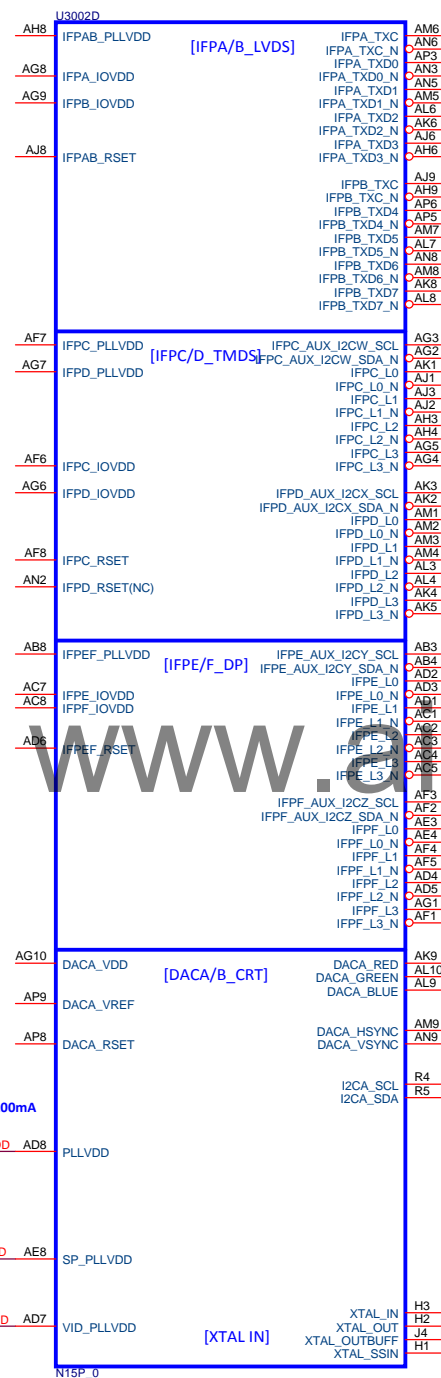 U3002D
[IFPA/B_LVDS]
AH8 IFPAB_PLLVDD
AG8 IFPA_IOVDD
AG9 IFPB_IOVDD
AJ8 IFPAB_RSET
IFPA_TXC AM6
IFPA_TXC_N AN6
IFPA_TXD0 AP3
IFPA_TXD0_N AN3
IFPA_TXD1 AN5
IFPA_TXD1_N AM5
IFPA_TXD2 AL6
IFPA_TXD2_N AK6
IFPA_TXD3 AJ6
IFPA_TXD3_N AH6
IFPB_TXC AJ9
IFPB_TXC_N AH9
IFPB_TXD4 AP6
IFPB_TXD4_N AP5
IFPB_TXD5 AM7
IFPB_TXD5_N AL7
IFPB_TXD6 AN8
IFPB_TXD6_N AM8
IFPB_TXD7 AK8
IFPB_TXD7_N AL8
[IFPC/D_TMDS]
AF7 IFPC_PLLVDD
AG7 IFPD_PLLVDD
AF6 IFPC_IOVDD
AG6 IFPD_IOVDD
AF8 IFPC_RSET
AN2 IFPD_RSET(NC)
IFPC_AUX_I2CW_SCL AG3
IFPC_AUX_I2CW_SDA_N AG2
IFPC_L0 AK1
IFPC_L0_N AJ1
IFPC_L1 AJ3
IFPC_L1_N AJ2
IFPC_L2 AH3
IFPC_L2_N AH4
IFPC_L3 AG5
IFPC_L3_N AG4
IFPD_AUX_I2CX_SCL AK3
IFPD_AUX_I2CX_SDA_N AK2
IFPD_L0 AM1
IFPD_L0_N AM2
IFPD_L1 AM3
IFPD_L1_N AM4
IFPD_L2 AL3
IFPD_L2_N AL4
IFPD_L3 AK4
IFPD_L3_N AK5
[IFPE/F_DP]
AB8 IFPEF_PLLVDD
AC7 IFPE_IOVDD
AC8 IFPF_IOVDD
AD6 IFPEF_RSET
www.ai
IFPE_AUX_I2CY_SCL AB3
IFPE_AUX_I2CY_SDA_N AB4
IFPE_L0 AD2
IFPE_L0_N AD3
IFPE_L1 AD1
IFPE_L1_N AC1
IFPE_L2 AC2
IFPE_L2_N AC3
IFPE_L3 AC4
IFPE_L3_N AC5
IFPF_AUX_I2CZ_SCL AF3
IFPF_AUX_I2CZ_SDA_N AF2
IFPF_L0 AE3
IFPF_L0_N AE4
IFPF_L1 AF4
IFPF_L1_N AF5
IFPF_L2 AD4
IFPF_L2_N AD5
IFPF_L3 AG1
IFPF_L3_N AF1
[DACA/B_CRT]
AG10 DACA_VDD
AP9 DACA_VREF
AP8 DACA_RSET
DACA_RED AK9
DACA_GREEN AL10
DACA_BLUE AL9
DACA_HSYNC AM9
DACA_VSYNC AN9
I2CA_SCL R4
I2CA_SDA R5
00mA
D AD8 PLLVDD
D AE8 SP_PLLVDD
D AD7 VID_PLLVDD
[XTAL IN]
XTAL_IN H3
XTAL_OUT H2
XTAL_OUTBUFF J4
XTAL_SSIN H1
N15P_0